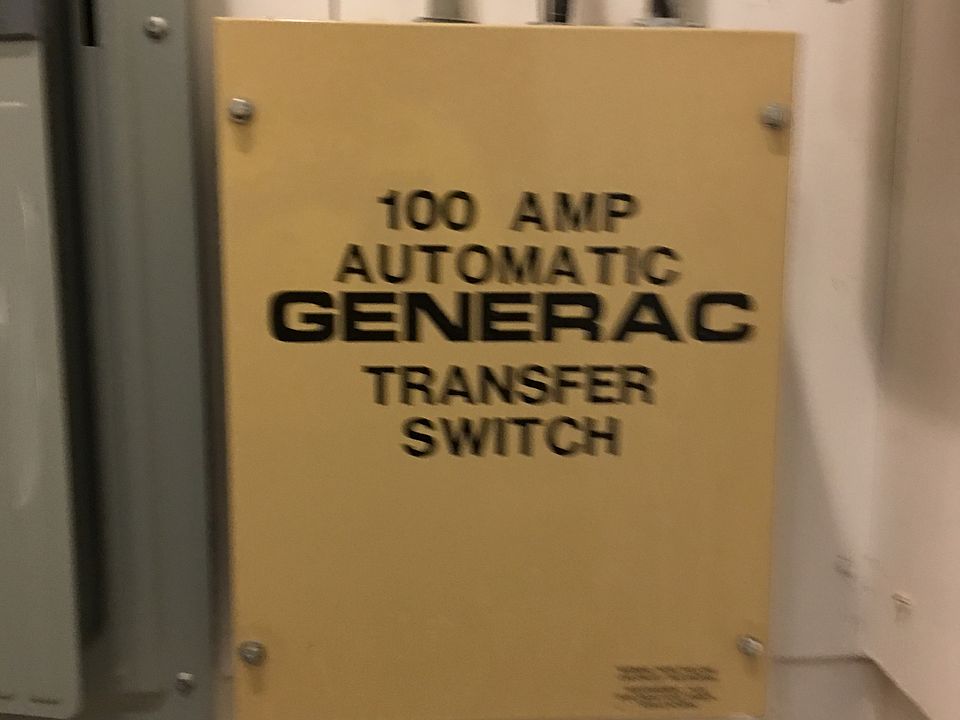 100 AMP
AUTOMATIC
GENERAC
TRANSFER
SWITCH